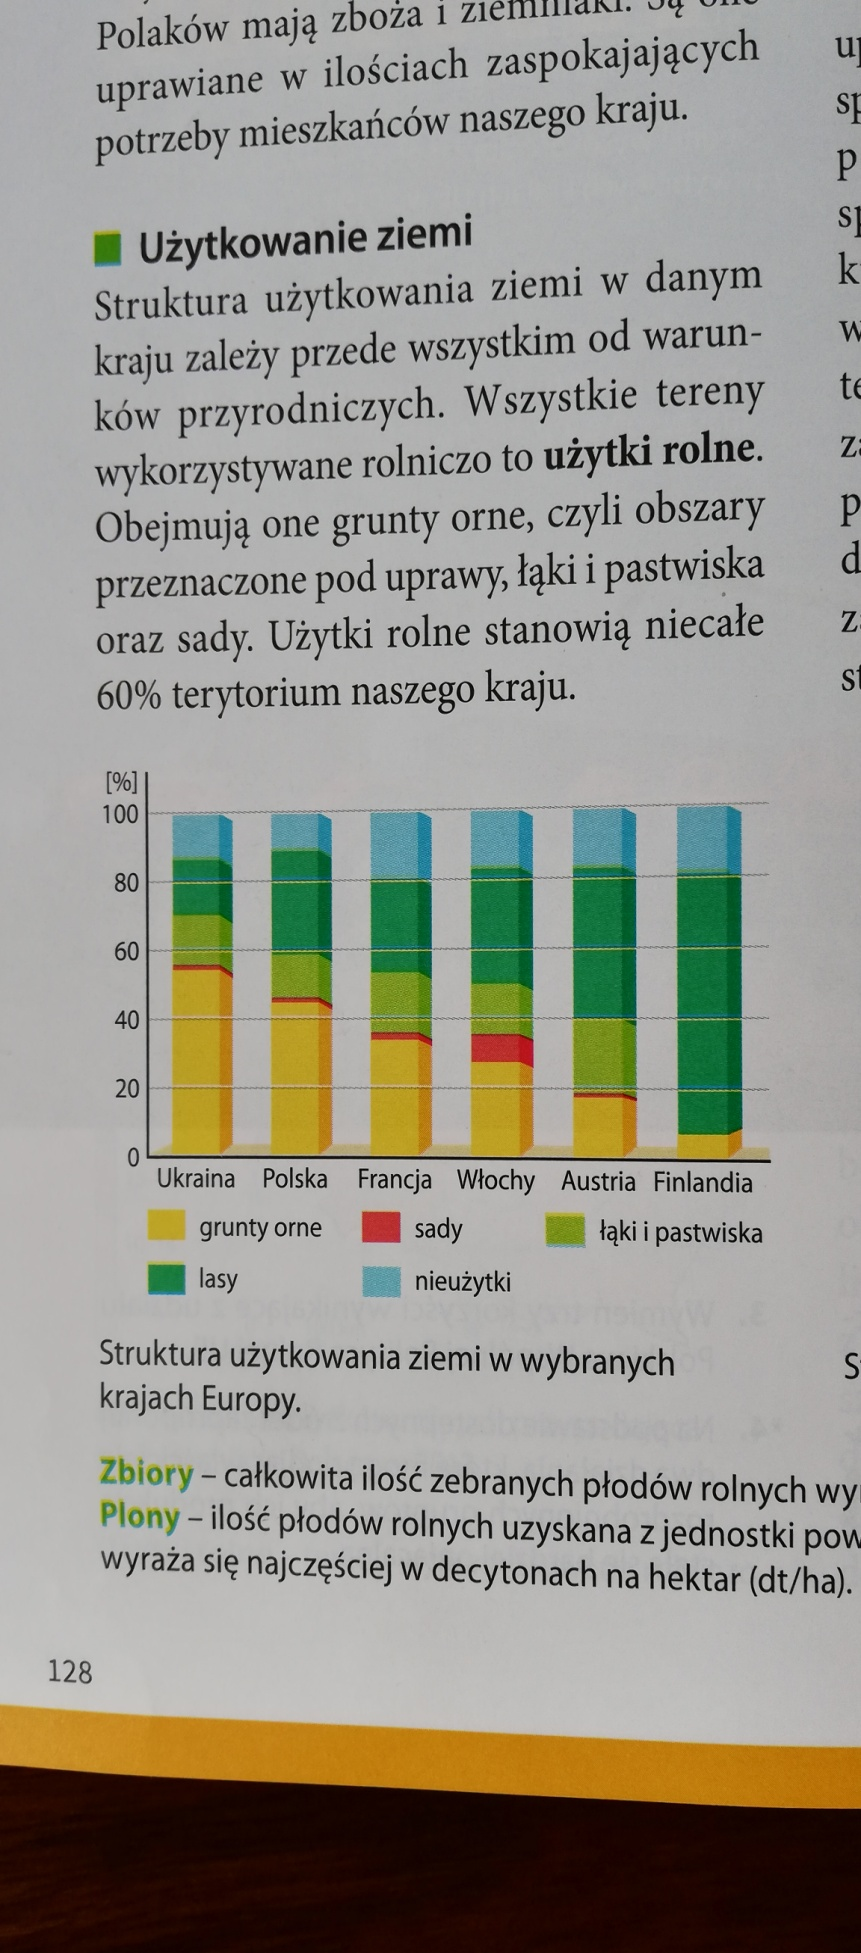 Polaków mają zboża i ziemniaki. Są one
uprawiane w ilościach zaspokajających
potrzeby mieszkańców naszego kraju.
Użytkowanie ziemi
Struktura użytkowania ziemi w danym
kraju zależy przede wszystkim od warun-
ków przyrodniczych. Wszystkie tereny
wykorzystywane rolniczo to użytki rolne.
Obejmują one grunty orne, czyli obszary
przeznaczone pod uprawy, łąki i pastwiska
oraz sady. Użytki rolne stanowią niecałe
60% terytorium naszego kraju.
[%]
100
80
60
40
20
0
Ukraina Polska Francja Włochy Austria Finlandia
grunty orne sady łąki i pastwiska
lasy nieużytki
Struktura użytkowania ziemi w wybranych
krajach Europy.
Zbiory – całkowita ilość zebranych płodów rolnych
Plony – ilość płodów rolnych uzyskana z jednostki
wyraża się najczęściej w decytonach na hektar (dt/ha).
128